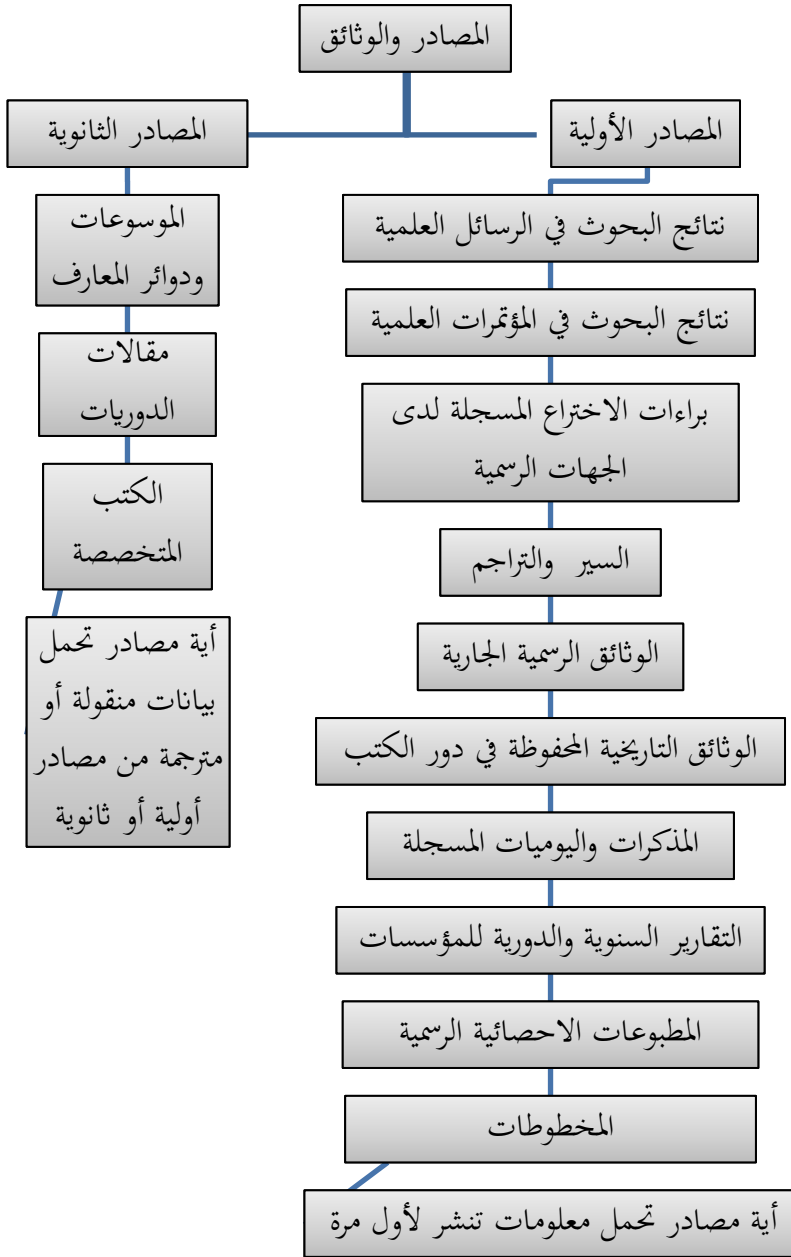 المصادر والوثائق
المصادر الأولية
نتائج البحوث في الرسائل العلمية
نتائج البحوث في المؤتمرات العلمية
براءات الاختراع المسجلة لدى
الجهات الرسمية
السير والتراجم
الوثائق الرسمية الجارية
الوثائق التاريخية المحفوظة في دور الكتب
المذكرات واليوميات المسجلة
التقارير السنوية والدورية للمؤسسات
المطبوعات الاحصائية الرسمية
المخطوطات
أية مصادر تحمل معلومات تنشر لأول مرة
المصادر الثانوية
الموسوعات
ودوائر المعارف
مقالات
الدوريات
الكتب
المتخصصة
أية مصادر تحمل
بيانات منقولة أو
مترجمة من مصادر
أولية أو ثانوية